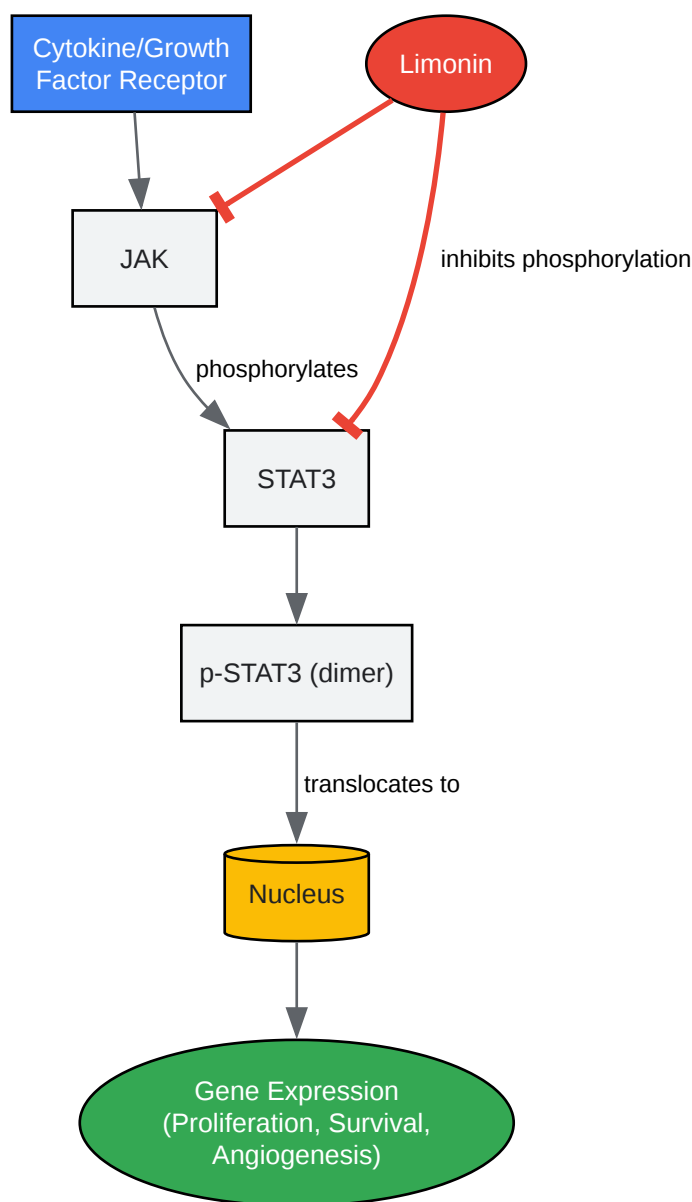 Cytokine/Growth
Factor Receptor
Limonin
JAK
inhibits phosphorylation
phosphorylates
STAT3
p-STAT3 (dimer)
translocates to
Nucleus
Gene Expression
(Proliferation, Survival,
Angiogenesis)